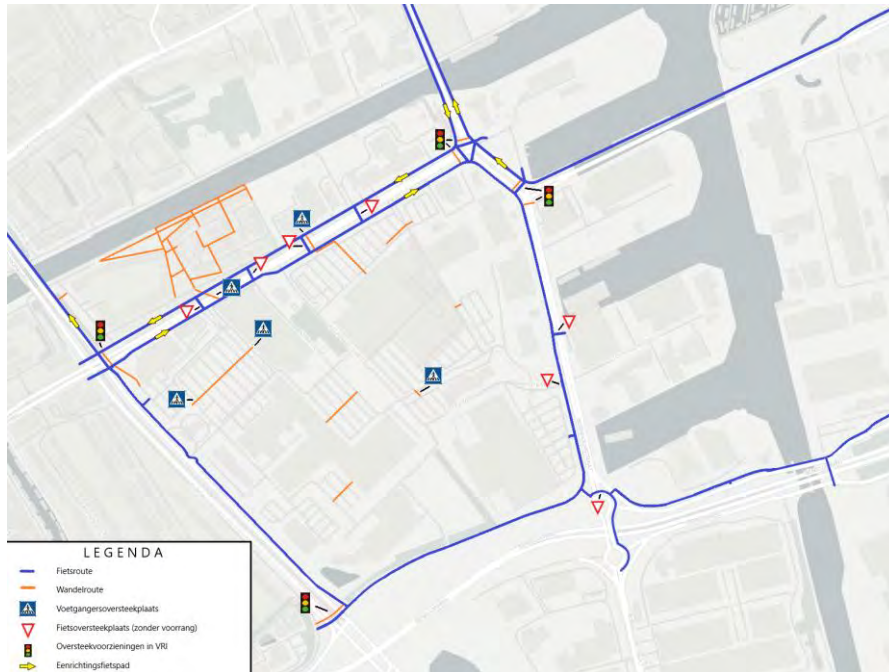 LEGENDA
Fietsroute
Wandelroute
Voetgangersoversteekplaats
Fietsoversteekplaats (zonder voorrang)
Oversteekvoorzieningen in VRI
Eenrichtingsfietspad